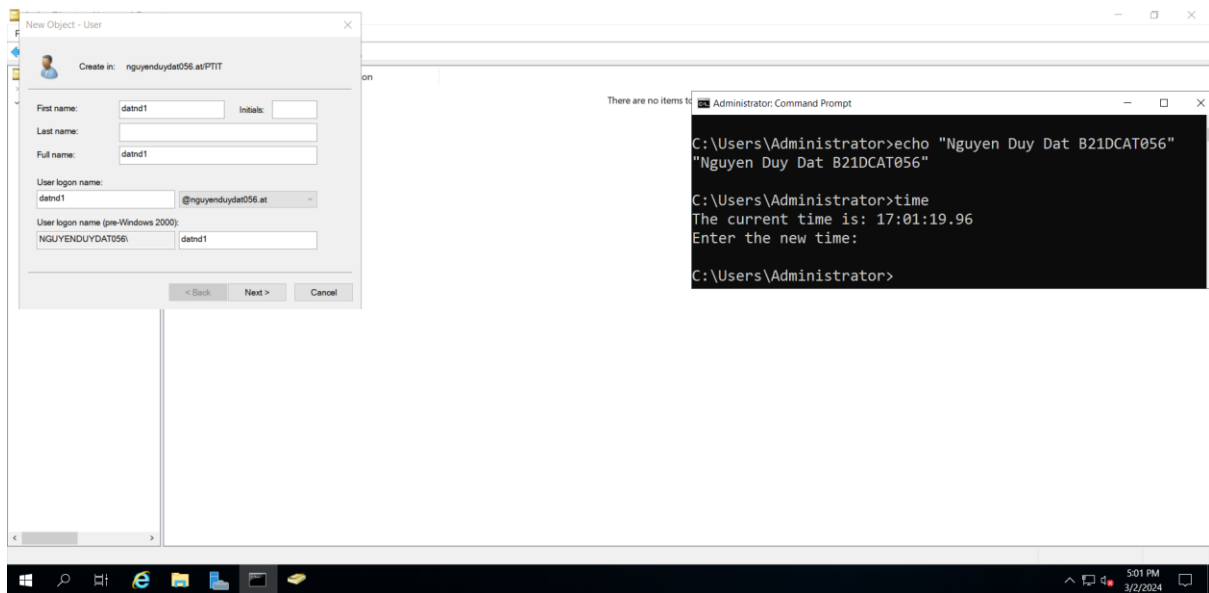 New Object - User
Create in: nguyenduydat056.at/PTIT
First name: datnd1 Initials:
Last name:
Full name: datnd1
User logon name:
datnd1 @nguyenduydat056.at
User logon name (pre-Windows 2000):
NGUYENDUYDAT056\ datnd1
< Back Next > Cancel
There are no items to
Administrator: Command Prompt
C:\Users\Administrator>echo "Nguyen Duy Dat B21DCAT056"
"Nguyen Duy Dat B21DCAT056"
C:\Users\Administrator>time
The current time is: 17:01:19.96
Enter the new time:
C:\Users\Administrator>
5:01 PM
3/2/2024